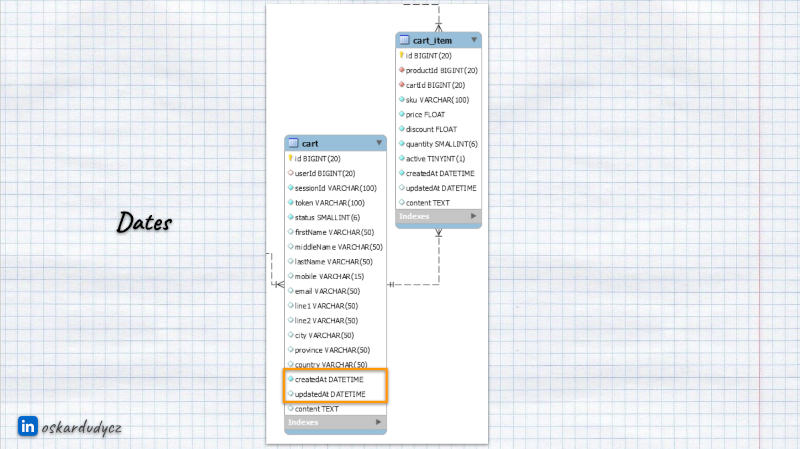 cart_item
id BIGINT(20)
productId BIGINT(20)
cartId BIGINT(20)
sku VARCHAR(100)
price FLOAT
discount FLOAT
quantity SMALLINT(6)
active TINYINT(1)
createdAt DATETIME
updatedAt DATETIME
content TEXT
Indexes
cart
id BIGINT(20)
userId BIGINT(20)
sessionId VARCHAR(100)
token VARCHAR(100)
status SMALLINT(6)
firstName VARCHAR(50)
middleName VARCHAR(50)
lastName VARCHAR(50)
mobile VARCHAR(15)
email VARCHAR(50)
line1 VARCHAR(50)
line2 VARCHAR(50)
city VARCHAR(50)
province VARCHAR(50)
country VARCHAR(50)
createdAt DATETIME
updatedAt DATETIME
content TEXT
Indexes
Dates
in oskardudycz